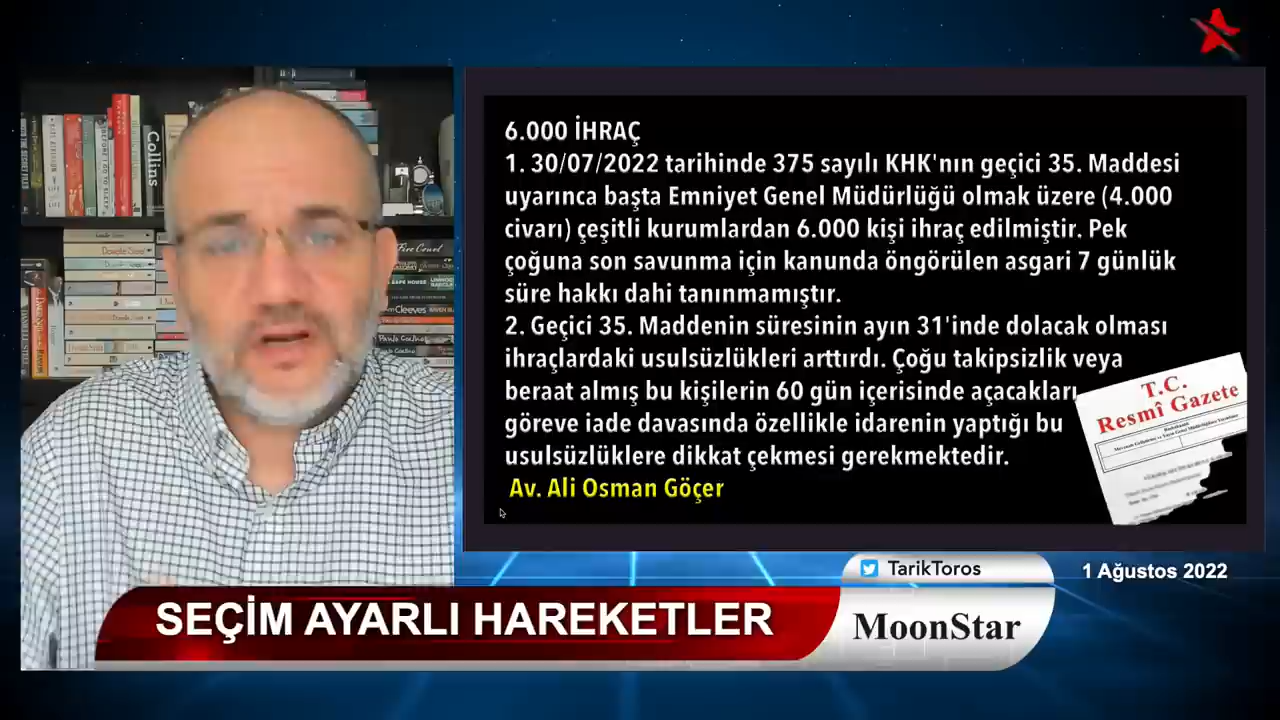 6.000 İHRAÇ
1. 30/07/2022 tarihinde 375 sayılı KHK'nın geçici 35. Maddesi
uyarınca başta Emniyet Genel Müdürlüğü olmak üzere (4.000
civarı) çeşitli kurumlardan 6.000 kişi ihraç edilmiştir. Pek
çoğuna son savunma için kanunda öngörülen asgari 7 günlük
süre hakkı dahi tanınmamıştır.
2. Geçici 35. Maddenin süresinin ayın 31'inde dolacak olması
ihraçlardaki usulsüzlükleri arttırdı. Çoğu takipsizlik veya
beraat almış bu kişilerin 60 gün içerisinde açacakları
göreve iade davasında özellikle idarenin yaptığı bu
usulsüzlüklere dikkat çekmesi gerekmektedir.
Av. Ali Osman Göçer
T.C.
Resmî Gazete
Collins
TarikToros
1 Ağustos 2022
SEÇİM AYARLI HAREKETLER
MoonStar